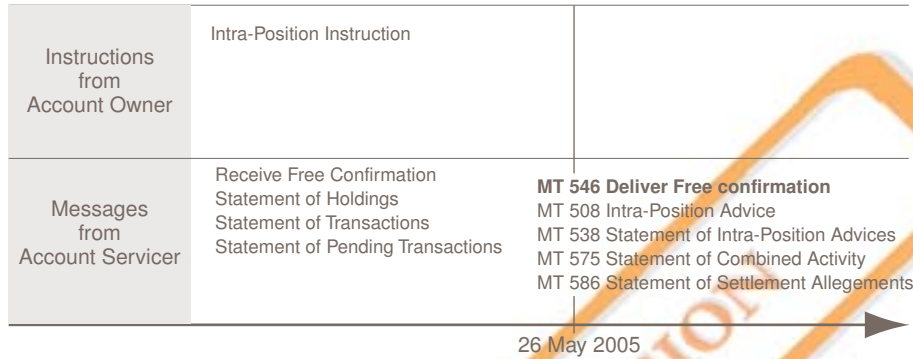 Instructions
from
Account Owner
Intra-Position Instruction
Messages
from
Account Servicer
Receive Free Confirmation
Statement of Holdings
Statement of Transactions
Statement of Pending Transactions
MT 546 Deliver Free confirmation
MT 508 Intra-Position Advice
MT 538 Statement of Intra-Position Advices
MT 575 Statement of Combined Activity
MT 586 Statement of Settlement Allegements
26 May 2005